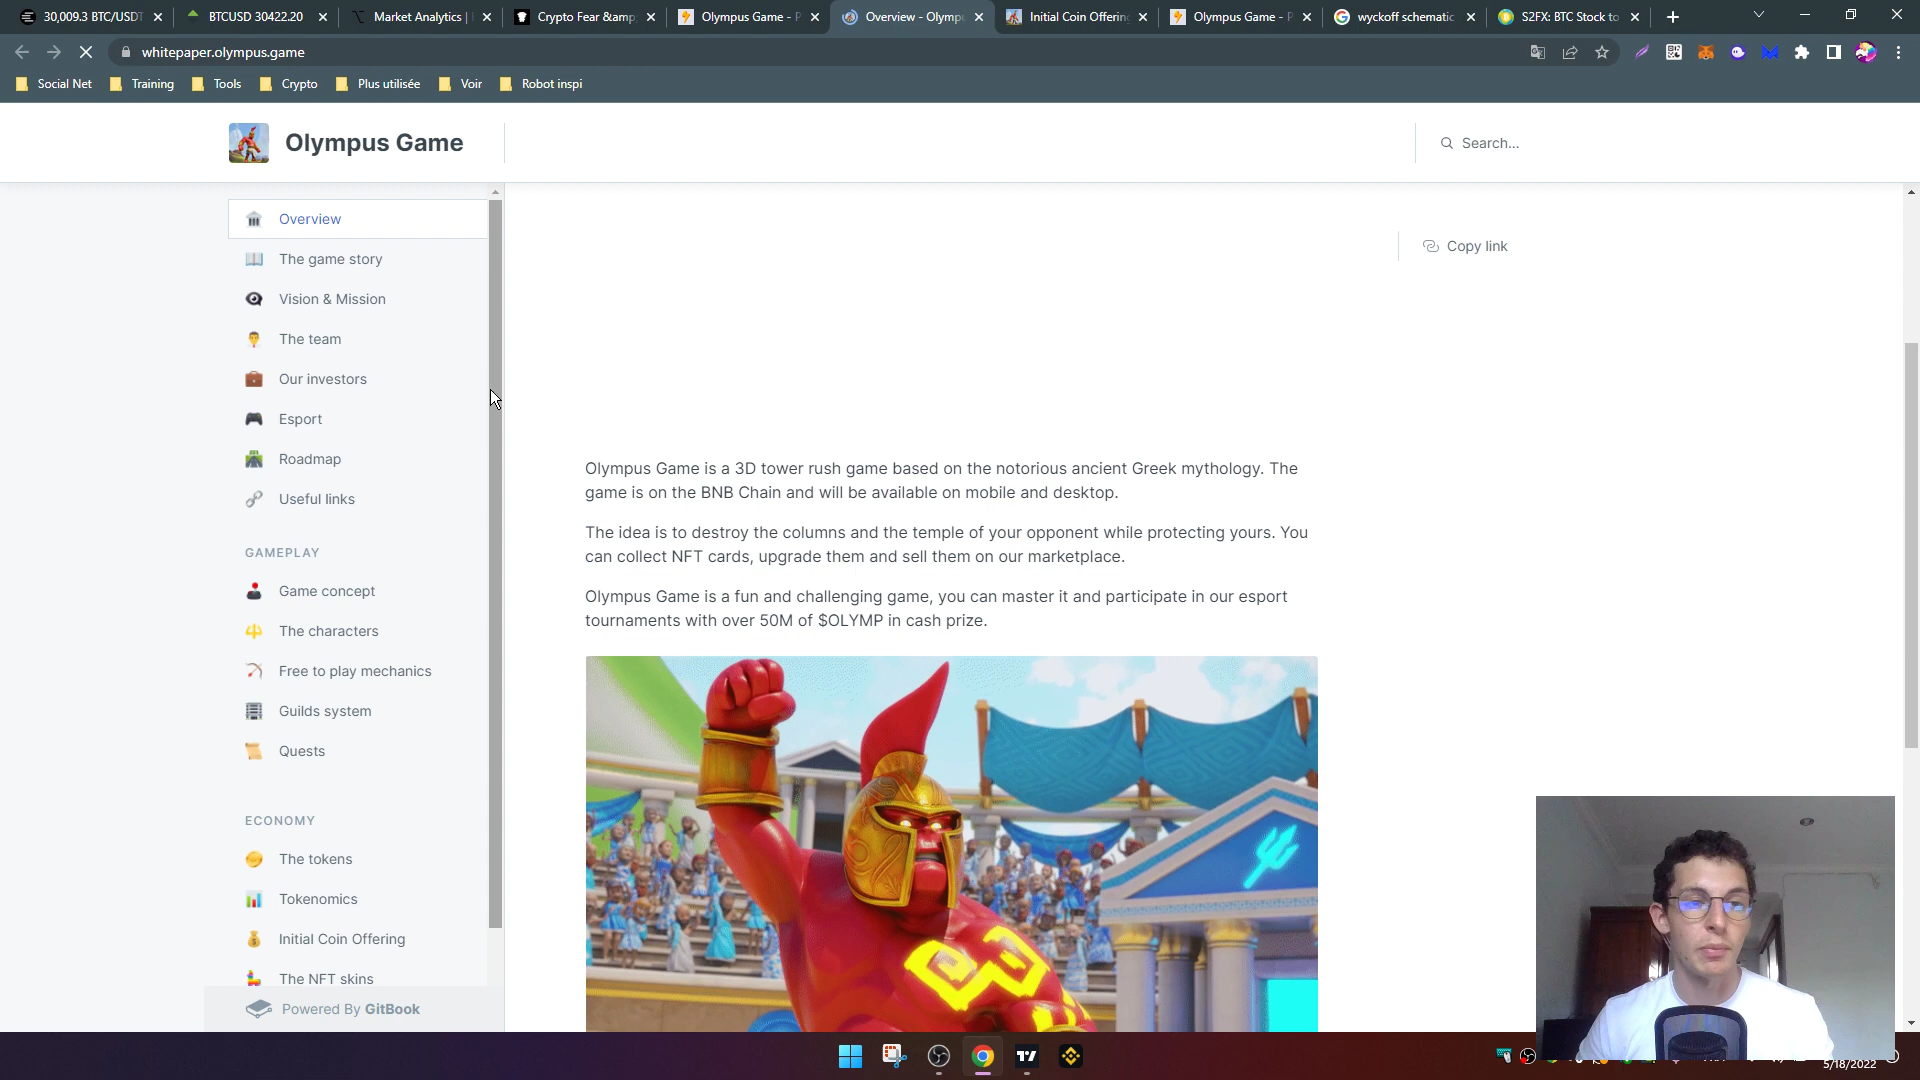 30,009.3 BTC/USDT
BTCUSD 30422.20
Market Analytics |
Crypto Fear &amp;
Olympus Game - P
Overview - Olymp
Initial Coin Offering
Olympus Game - P
wyckoff schematic
S2FX: BTC Stock to
whitepaper.olympus.game
Social Net
Training
Tools
Crypto
Plus utilisée
Voir
Robot inspi
Olympus Game
Search...
Overview
The game story
Vision & Mission
The team
Our investors
Esport
Roadmap
Useful links
GAMEPLAY
Game concept
The characters
Free to play mechanics
Guilds system
Quests
ECONOMY
The tokens
Tokenomics
Initial Coin Offering
The NFT skins
Powered By GitBook
Copy link
Olympus Game is a 3D tower rush game based on the notorious ancient Greek mythology. The
game is on the BNB Chain and will be available on mobile and desktop.
The idea is to destroy the columns and the temple of your opponent while protecting yours. You
can collect NFT cards, upgrade them and sell them on our marketplace.
Olympus Game is a fun and challenging game, you can master it and participate in our esport
tournaments with over 50M of $OLYMP in cash prize.
5/18/2022